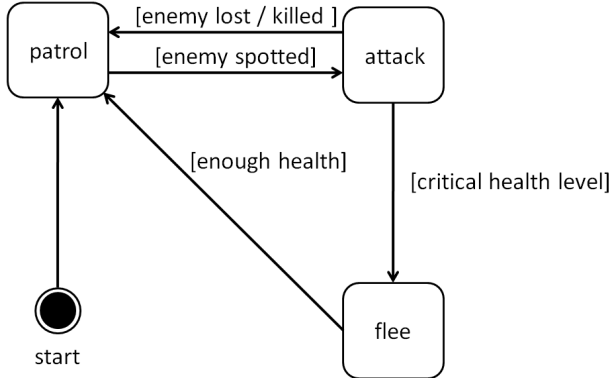 [enemy lost / killed ]
patrol
[enemy spotted]
attack
[enough health]
[critical health level]
flee
start